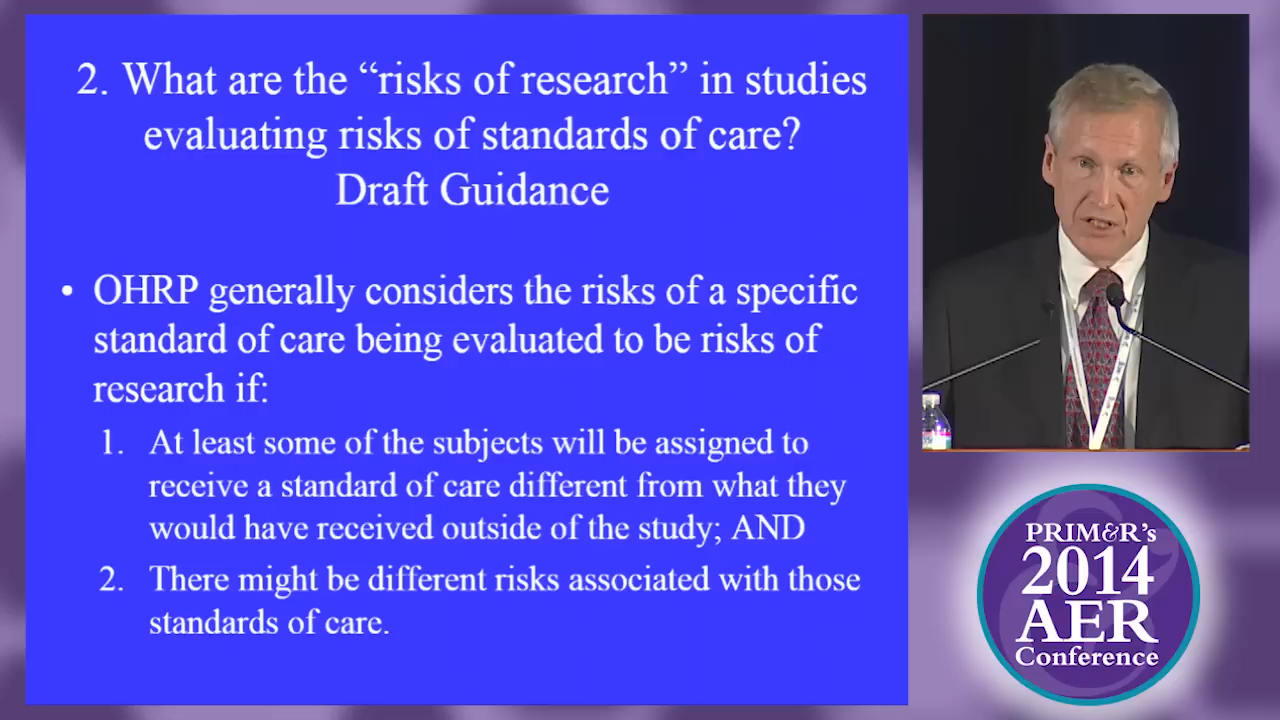 2. What are the “risks of research” in studies
evaluating risks of standards of care?
Draft Guidance
• OHRP generally considers the risks of a specific
standard of care being evaluated to be risks of
research if:
1. At least some of the subjects will be assigned to
receive a standard of care different from what they
would have received outside of the study; AND
2. There might be different risks associated with those
standards of care.
PRIM&R's
2014
AER
Conference